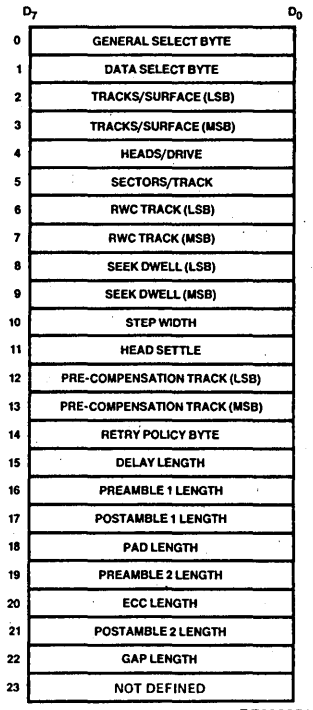 D7 D0
0 GENERAL SELECT BYTE
1 DATA SELECT BYTE
2 TRACKS/SURFACE (LSB)
3 TRACKS/SURFACE (MSB)
4 HEADS/DRIVE
5 SECTORS/TRACK
6 RWC TRACK (LSB)
7 RWC TRACK (MSB)
8 SEEK DWELL (LSB)
9 SEEK DWELL (MSB)
10 STEP WIDTH
11 HEAD SETTLE
12 PRE-COMPENSATION TRACK (LSB)
13 PRE-COMPENSATION TRACK (MSB)
14 RETRY POLICY BYTE
15 DELAY LENGTH
16 PREAMBLE 1 LENGTH
17 POSTAMBLE 1 LENGTH
18 PAD LENGTH
19 PREAMBLE 2 LENGTH
20 ECC LENGTH
21 POSTAMBLE 2 LENGTH
22 GAP LENGTH
23 NOT DEFINED